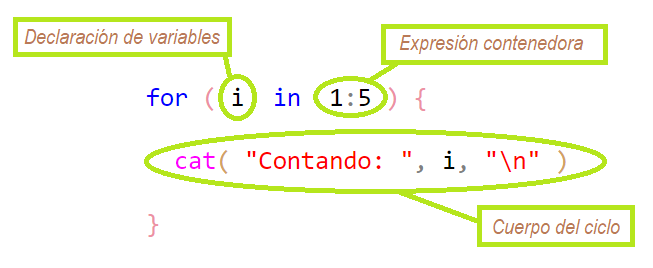 Declaración de variables
Expresión contenedora
for ( i in 1:5 ) {
cat( "Contando: ", i, "\n" )
}
Cuerpo del ciclo